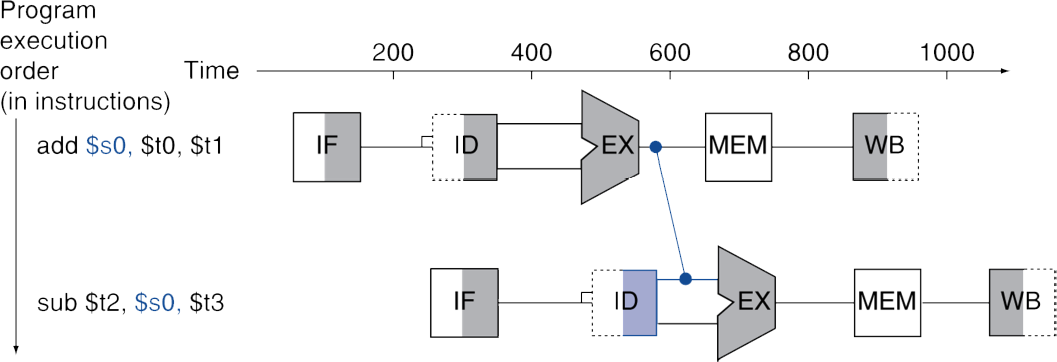 Program
execution
order
(in instructions)
Time
200 400 600 800 1000
add $s0, $t0, $t1
IF ID EX MEM WB
sub $t2, $s0, $t3
IF ID EX MEM WB